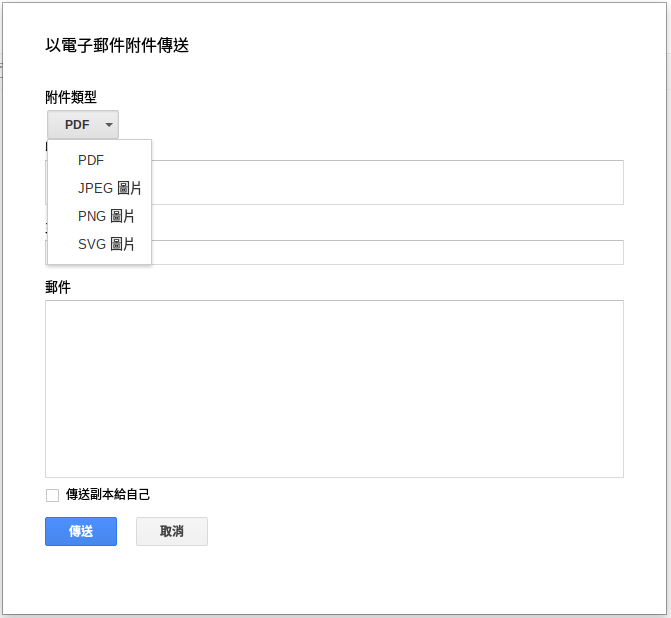 以電子郵件附件傳送
附件類型
PDF
PDF
JPEG 圖片
PNG 圖片
SVG 圖片
郵件
傳送副本給自己
傳送
取消